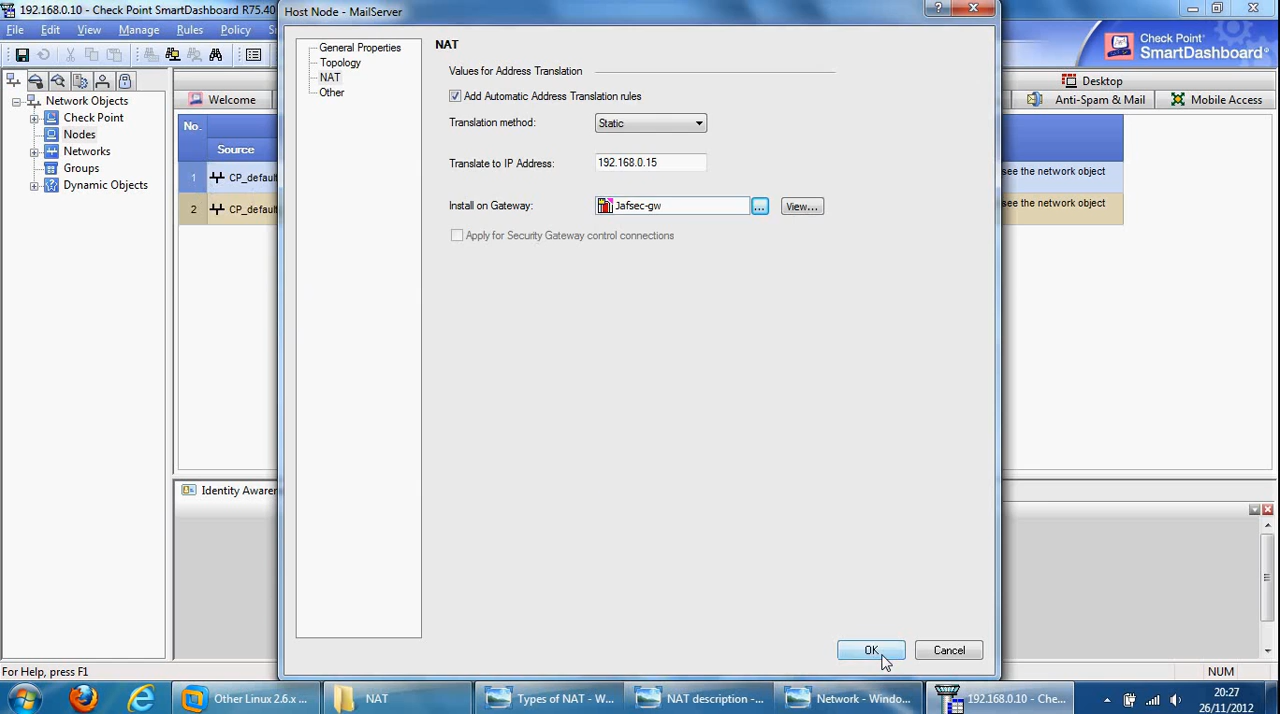 192.168.0.10 - Check Point SmartDashboard R75.40
Host Node - MailServer
File Edit View Manage Rules Policy
Check Point
SmartDashboard
Network Objects
Check Point
Nodes
Networks
Groups
Dynamic Objects
Welcome
Desktop
Anti-Spam & Mail
Mobile Access
No.
Source
1 CP_defaul
see the network object
2 CP_defaul
see the network object
General Properties
Topology
NAT
Other
NAT
Values for Address Translation
Add Automatic Address Translation rules
Translation method: Static
Translate to IP Address: 192.168.0.15
Install on Gateway: Jafsec-gw ... View...
Apply for Security Gateway control connections
Identity Awaren
OK Cancel
For Help, press F1
NUM
Other Linux 2.6.x ...
NAT
Types of NAT - W...
NAT description -...
Network - Windo...
192.168.0.10 - Che...
20:27
26/11/2012